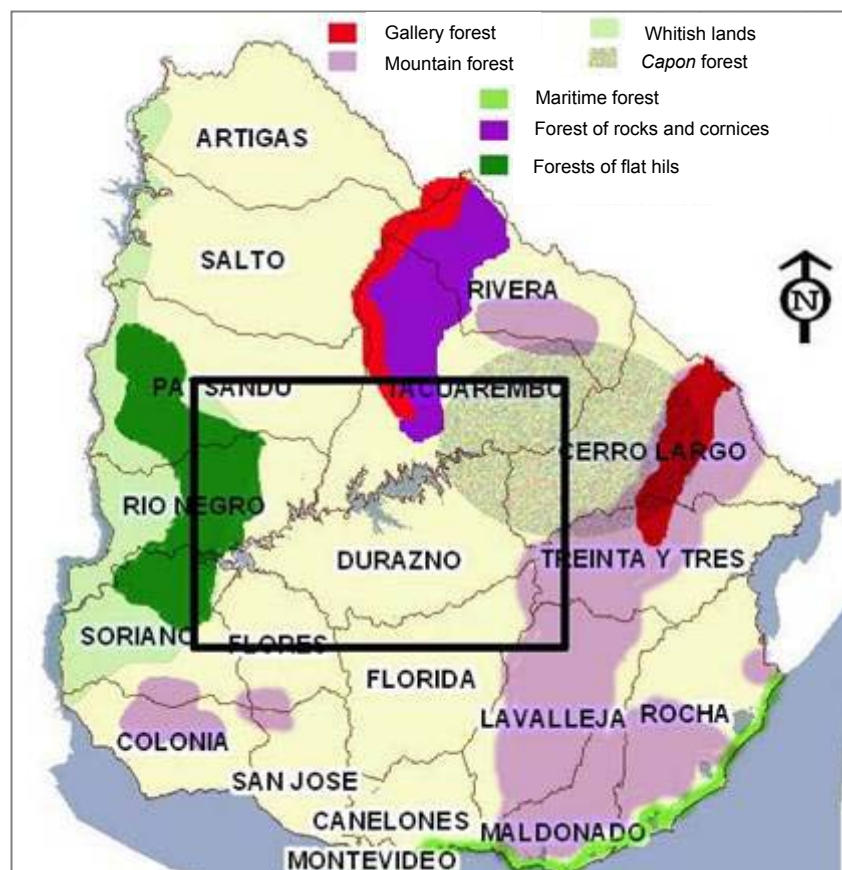 Gallery forest
Whitish lands
Mountain forest
Capon forest
Maritime forest
Forest of rocks and cornices
Forests of flat hils
ARTIGAS
SALTO
RIVERA
N
PAYSANDU
TACUAREMBO
CERRO LARGO
RIO NEGRO
DURAZNO
TREINTA Y TRES
SORIANO
FLORES
FLORIDA
LAVALLEJA
ROCHA
COLONIA
SAN JOSE
CANELONES
MALDONADO
MONTEVIDEO